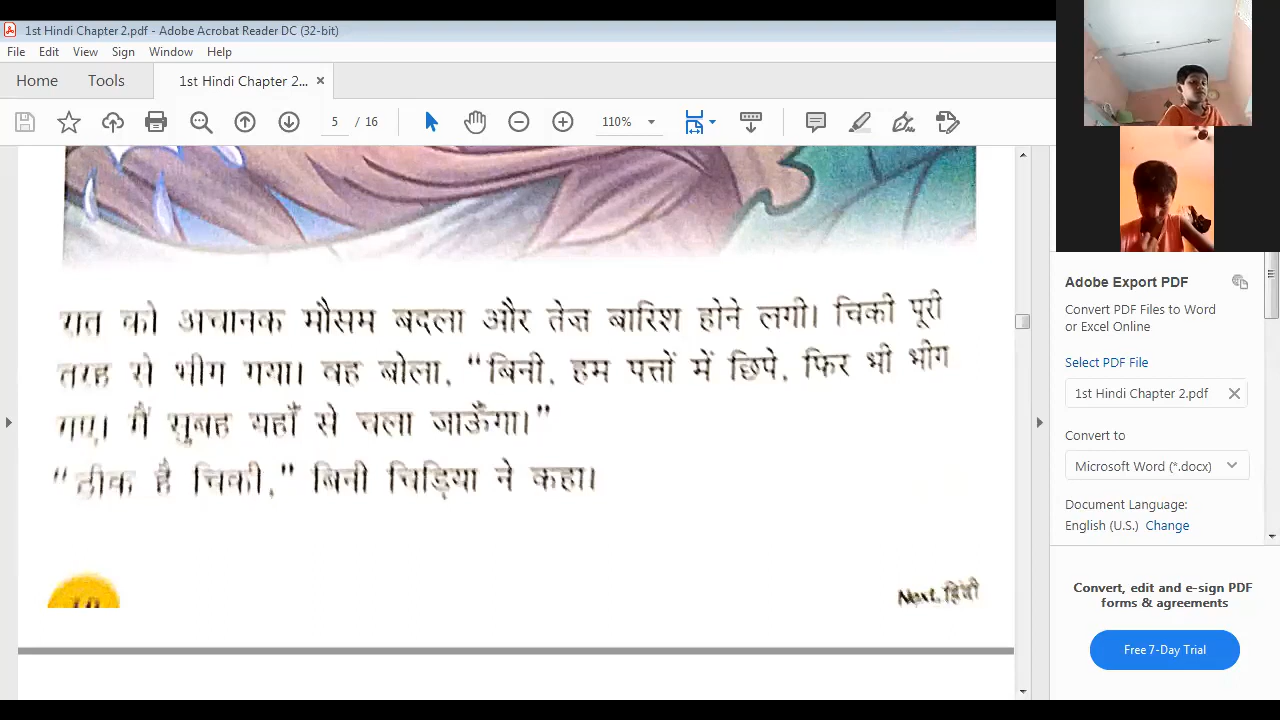 1st Hindi Chapter 2.pdf - Adobe Acrobat Reader DC (32-bit)
File Edit View Sign Window Help
Home Tools 1st Hindi Chapter 2... ×
5 / 16 110%
रात को अचानक मौसम बदला और तेज़ बारिश होने लगी। चिकी पूरी
तरह से भीग गया। वह बोला, “बिनी, हम पत्तों में छिपे, फिर भी भीग
गए। मैं सुबह यहाँ से चला जाऊँगा।”
“ठीक है चिकी,” बिनी चिड़िया ने कहा।
Next, हिंदी
Adobe Export PDF
Convert PDF Files to Word
or Excel Online
Select PDF File
1st Hindi Chapter 2.pdf
Convert to
Microsoft Word (*.docx)
Document Language:
English (U.S.) Change
Convert, edit and e-sign PDF
forms & agreements
Free 7-Day Trial